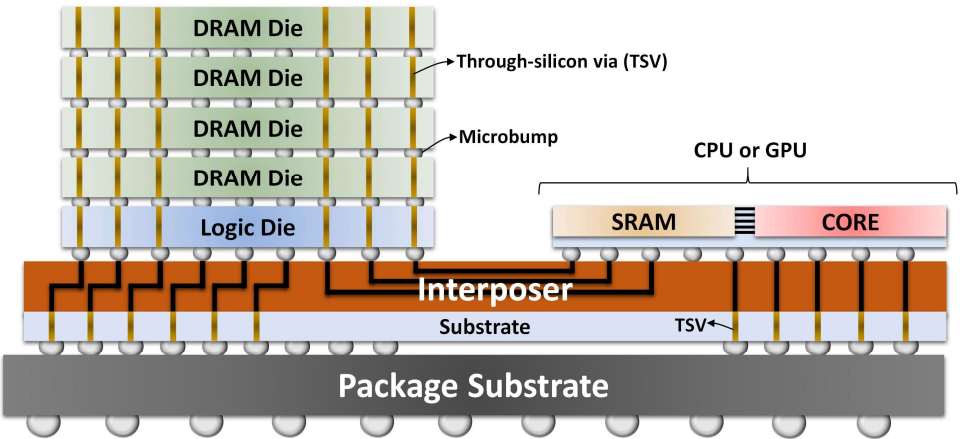 DRAM Die
DRAM Die
Through-silicon via (TSV)
DRAM Die
Microbump
DRAM Die
CPU or GPU
Logic Die
SRAM
CORE
Interposer
Substrate
TSV
Package Substrate